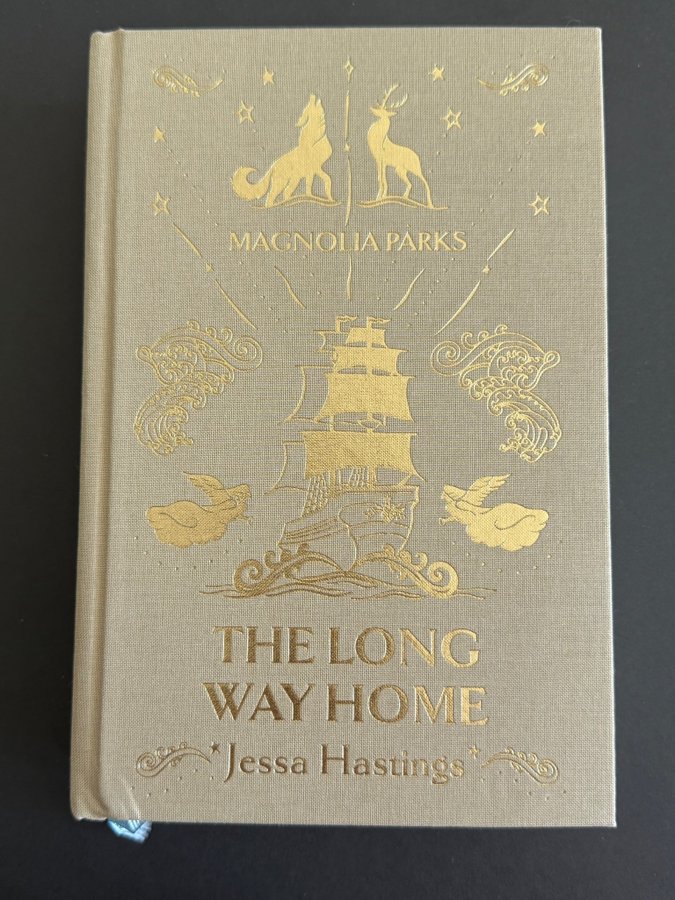 MAGNOLIA PARKS
THE LONG
WAY HOME
Jessa Hastings